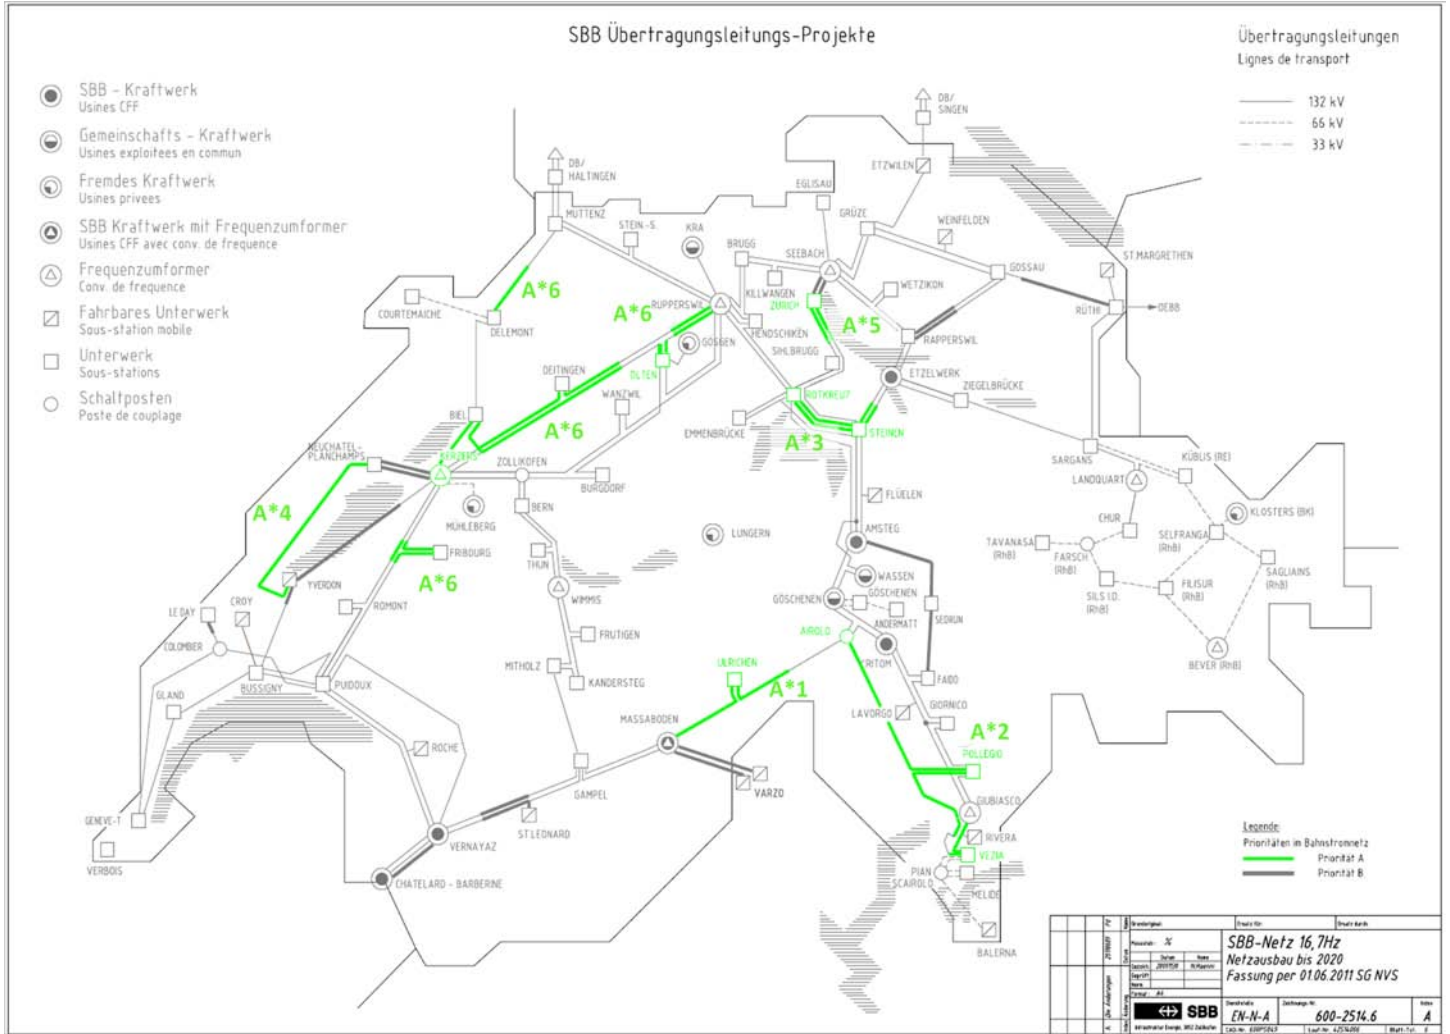 SBB Übertragungsleitungs-Projekte
Übertragungsleitungen
Lignes de transport
132 kV
66 kV
33 kV
SBB - Kraftwerk
Usines CFF
Gemeinschafts - Kraftwerk
Usines exploitees en commun
Fremdes Kraftwerk
Usines privees
SBB Kraftwerk mit Frequenzumformer
Usines CFF avec conv. de frequence
Frequenzumformer
Conv. de frequence
Fahrbares Unterwerk
Sous-station mobile
Unterwerk
Sous-stations
Schaltposten
Poste de couplage
DB/
SINGEN
ETZWILEN
DB/
HALTINGEN
MUTTENZ
STEIN.-S.
KRA
BRUGG
EGLISAU
SEEBACH
GRÜZE
WEINFELDEN
GOSSAU
ST.MARGRETHEN
RÜTHI
OEBB
KILLWANGEN
WETZIKON
ZÜRICH
A*5
RAPPERSWIL
HENDSCHIKEN
SIHLBRUGG
ETZELWERK
ZIEGELBRÜCKE
COURTEMAICHE
DELEMONT
A*6
A*6
RUPPERSWIL
GÖSGEN
OLTEN
DEITINGEN
WANZWIL
A*6
BIEL
NEUCHATEL-
PLANCHAMPS
KERZERS
ZOLLIKOFEN
BURGDORF
EMMENBRÜCKE
ROTKREUT
A*3
STEINEN
SARGANS
KÜBLIS (RE)
LANDQUART
CHUR
KLOSTERS (BK)
SELFRANGA
(RhB)
TAVANASA
(RhB)
FARSCH
(RhB)
SILS I.D.
(RhB)
FILISUR
(RhB)
SAGLIAINS
(RhB)
BEVER (RhB)
A*4
MÜHLEBERG
BERN
LUNGERN
FLÜELEN
AMSTEG
FRIBOURG
A*6
THUN
WIMMIS
WASSEN
GÖSCHENEN
GÖSCHENEN
ANDERMATT
SEDRUN
YVERDON
ROMONT
LE DAY
CROY
COLOMBER
FRUTIGEN
MITHOLZ
KANDERSTEG
AIROLO
RITOM
FAIDO
LAVORGO
GIORNICO
ULRICHEN
A*1
MASSABODEN
A*2
POLLEGIO
GLAND
BUSSIGNY
PUIDOUX
ROCHE
GAMPEL
VARZO
GIUBIASCO
RIVERA
VEZIA
PIAN
SCAIROLO
MELIDE
BALERNA
GENEVE-T
VERBOIS
ST.LEONARD
VERNAYAZ
CHATELARD - BARBERINE
Legende:
Prioritäten im Bahnstromnetz
Priorität A
Priorität B
SBB-Netz 16,7Hz
Netzausbau bis 2020
Fassung per 01.06.2011 SG NVS
SBB
EN-N-A
600-2514.6
A